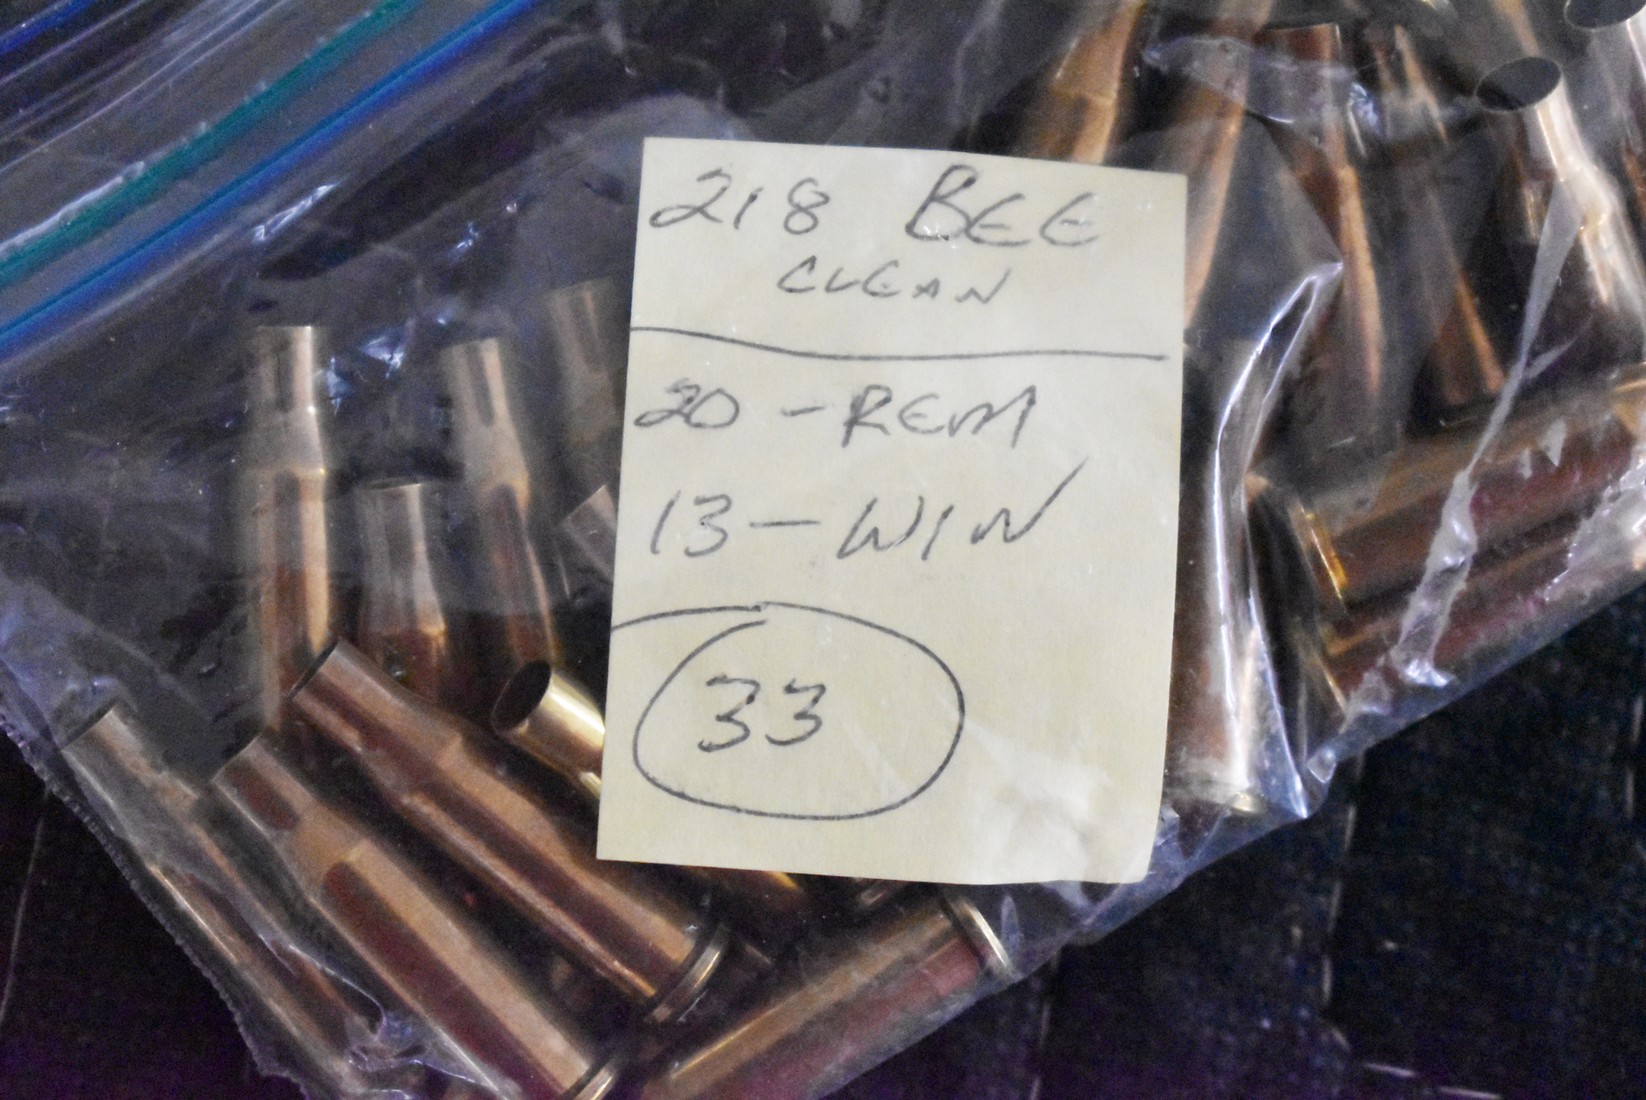 218 BEE
CLEAN
20 - REM
13 - WIN
33